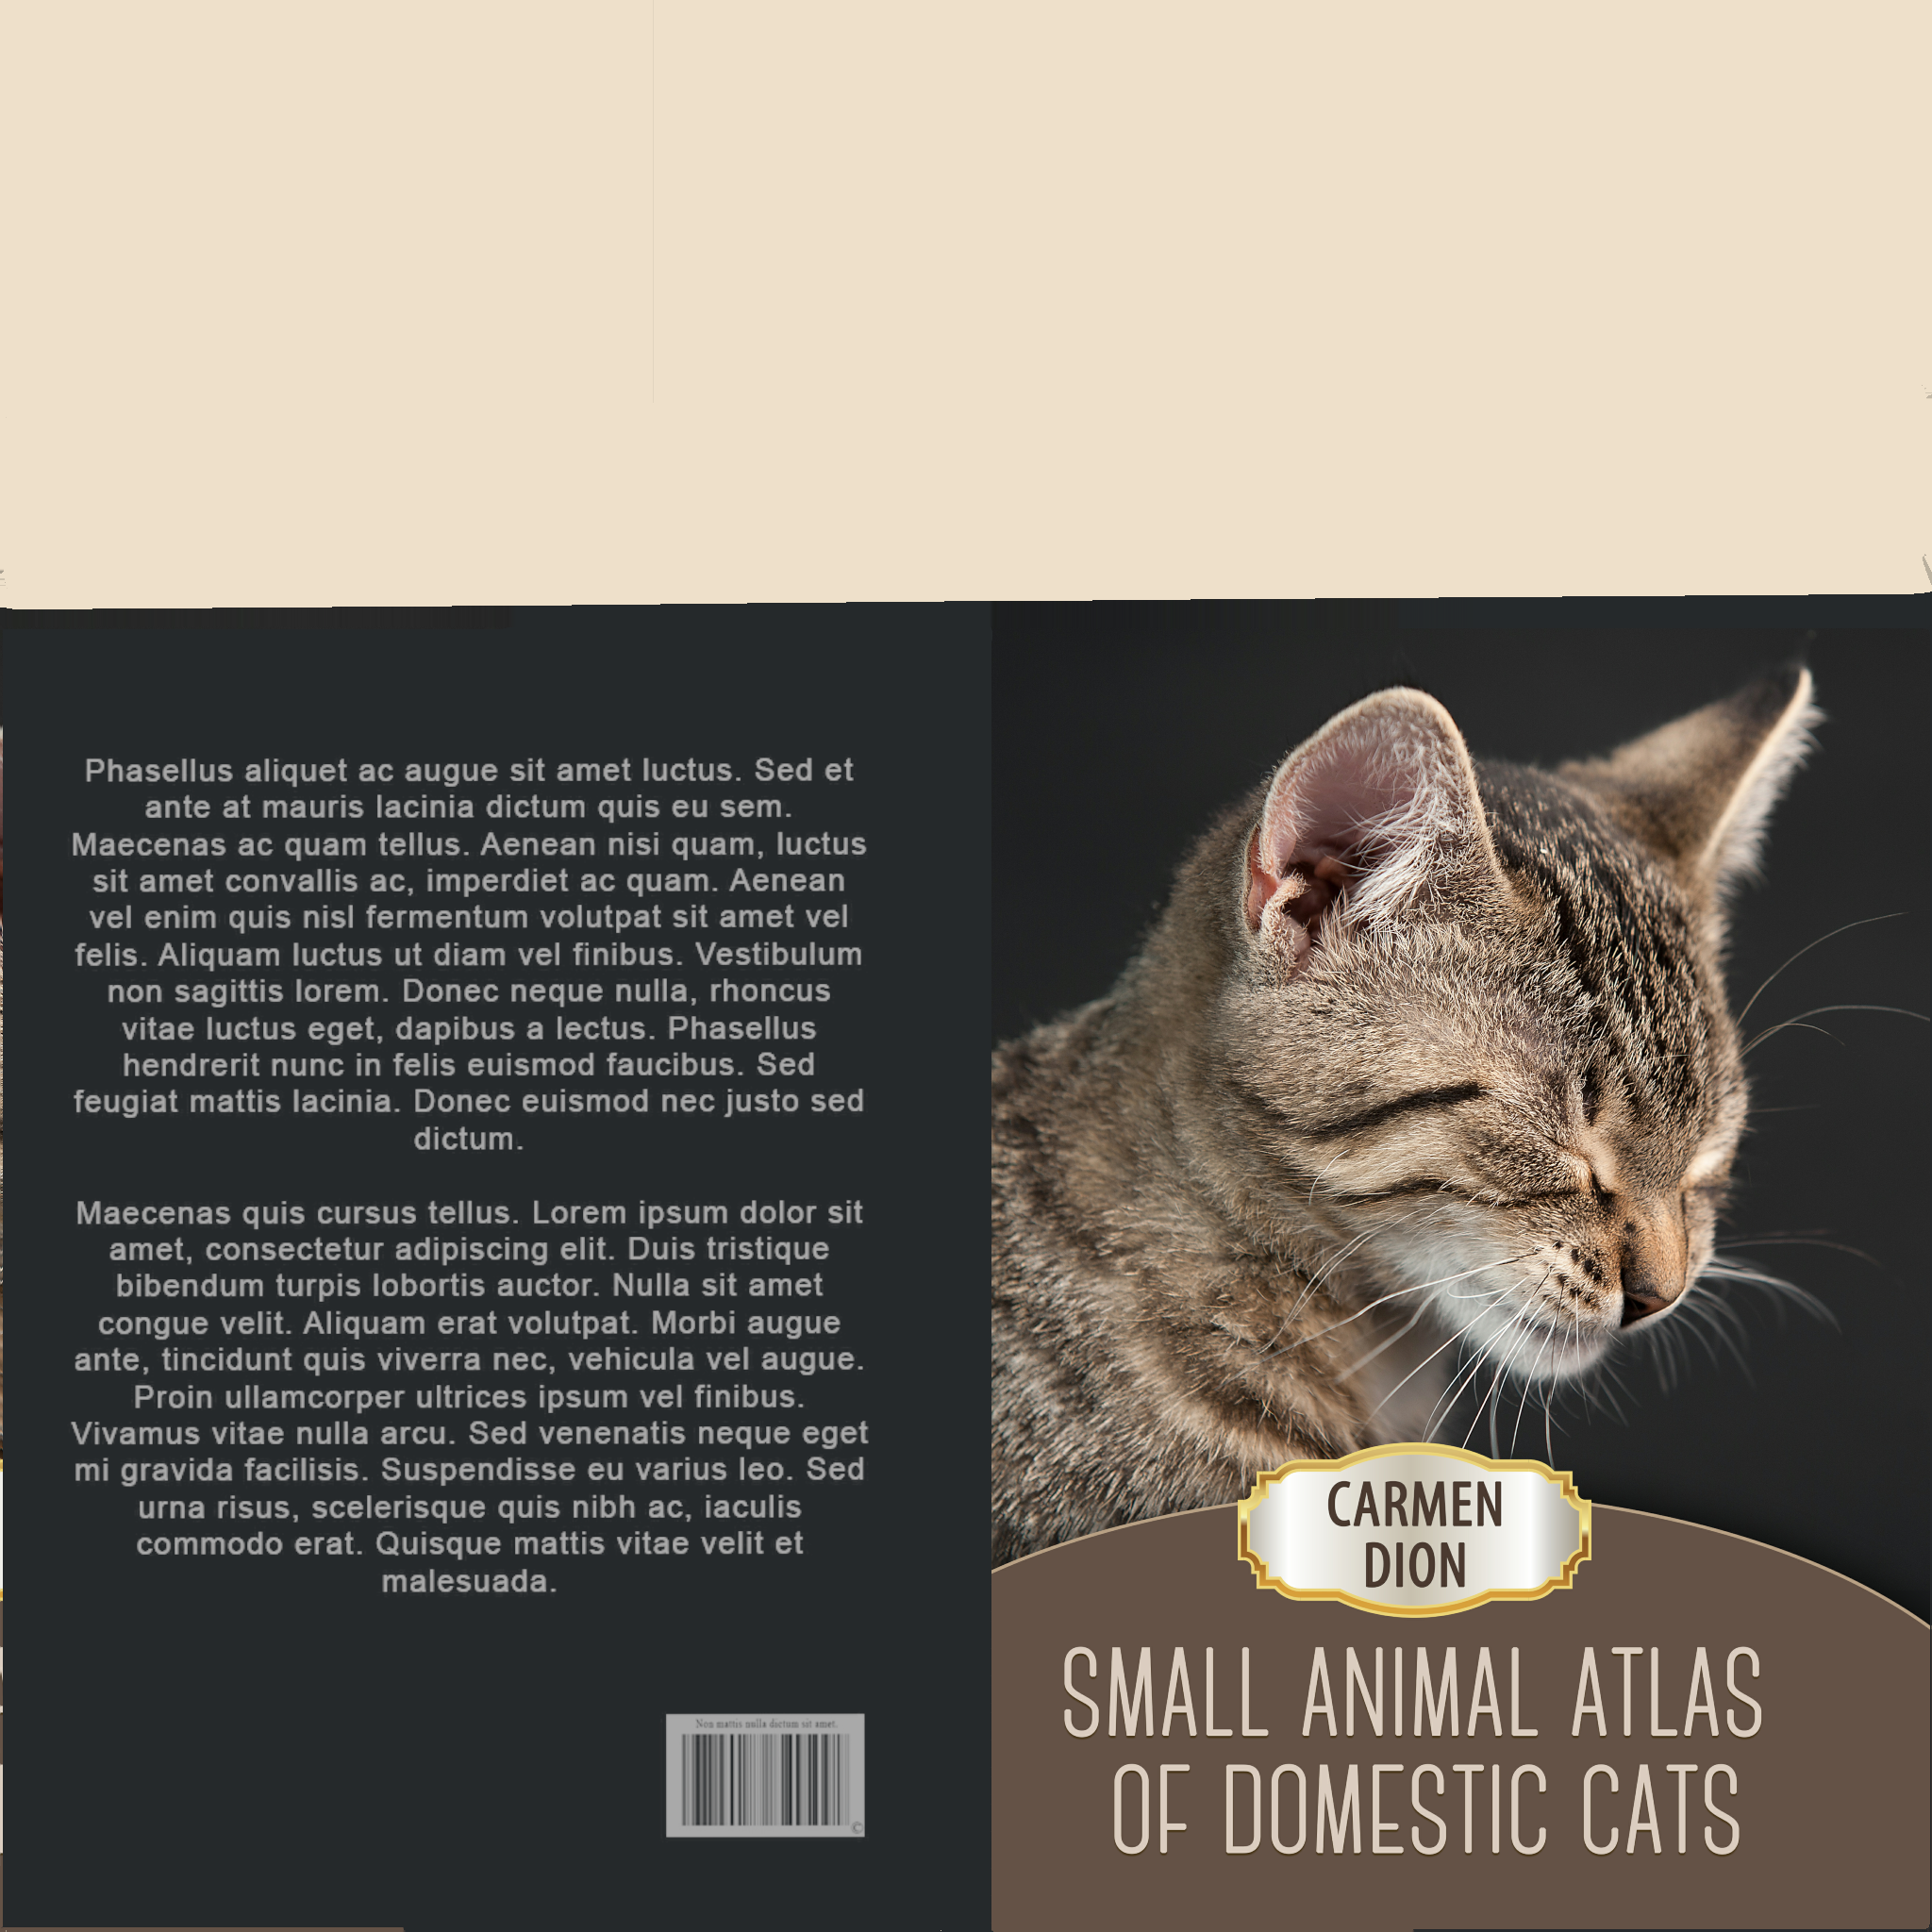 Phasellus aliquet ac augue sit amet luctus. Sed et
ante at mauris lacinia dictum quis eu sem.
Maecenas ac quam tellus. Aenean nisi quam, luctus
sit amet convallis ac, imperdiet ac quam. Aenean
vel enim quis nisl fermentum volutpat sit amet vel
felis. Aliquam luctus ut diam vel finibus. Vestibulum
non sagittis lorem. Donec neque nulla, rhoncus
vitae luctus eget, dapibus a lectus. Phasellus
hendrerit nunc in felis euismod faucibus. Sed
feugiat mattis lacinia. Donec euismod nec justo sed
dictum.
Maecenas quis cursus tellus. Lorem ipsum dolor sit
amet, consectetur adipiscing elit. Duis tristique
bibendum turpis lobortis auctor. Nulla sit amet
congue velit. Aliquam erat volutpat. Morbi augue
ante, tincidunt quis viverra nec, vehicula vel augue.
Proin ullamcorper ultrices ipsum vel finibus.
Vivamus vitae nulla arcu. Sed venenatis neque eget
mi gravida facilisis. Suspendisse eu varius leo. Sed
urna risus, scelerisque quis nibh ac, iaculis
commodo erat. Quisque mattis vitae velit et
malesuada.
Non mattis nulla dictum sit amet.
©
CARMEN
DION
SMALL ANIMAL ATLAS
OF DOMESTIC CATS